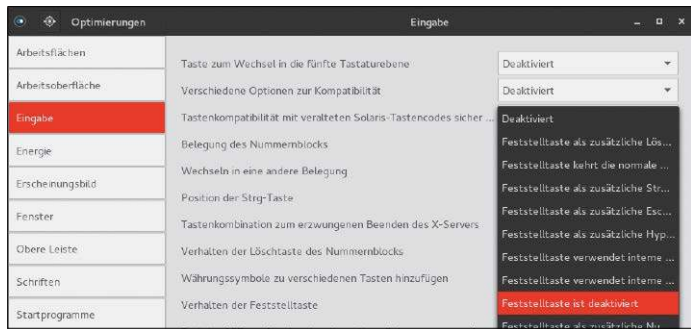 Optimierungen
Eingabe
Arbeitsflächen
Arbeitsoberfläche
Eingabe
Energie
Erscheinungsbild
Fenster
Obere Leiste
Schriften
Startprogramme
Taste zum Wechsel in die fünfte Tastaturebene
Deaktiviert
Verschiedene Optionen zur Kompatibilität
Deaktiviert
Tastenkompatibilität mit veralteten Solaris-Tastencodes sicher ...
Belegung des Nummernblocks
Wechseln in eine andere Belegung
Position der Strg-Taste
Tastenkombination zum erzwungenen Beenden des X-Servers
Verhalten der Löschtaste des Nummernblocks
Währungssymbole zu verschiedenen Tasten hinzufügen
Verhalten der Feststelltaste
Deaktiviert
Feststelltaste als zusätzliche Lös...
Feststelltaste kehrt die normale ...
Feststelltaste als zusätzliche Str...
Feststelltaste als zusätzliche Esc...
Feststelltaste als zusätzliche Hyp...
Feststelltaste verwendet interne ...
Feststelltaste verwendet interne ...
Feststelltaste ist deaktiviert
Feststelltaste als zusätzliche Nu...